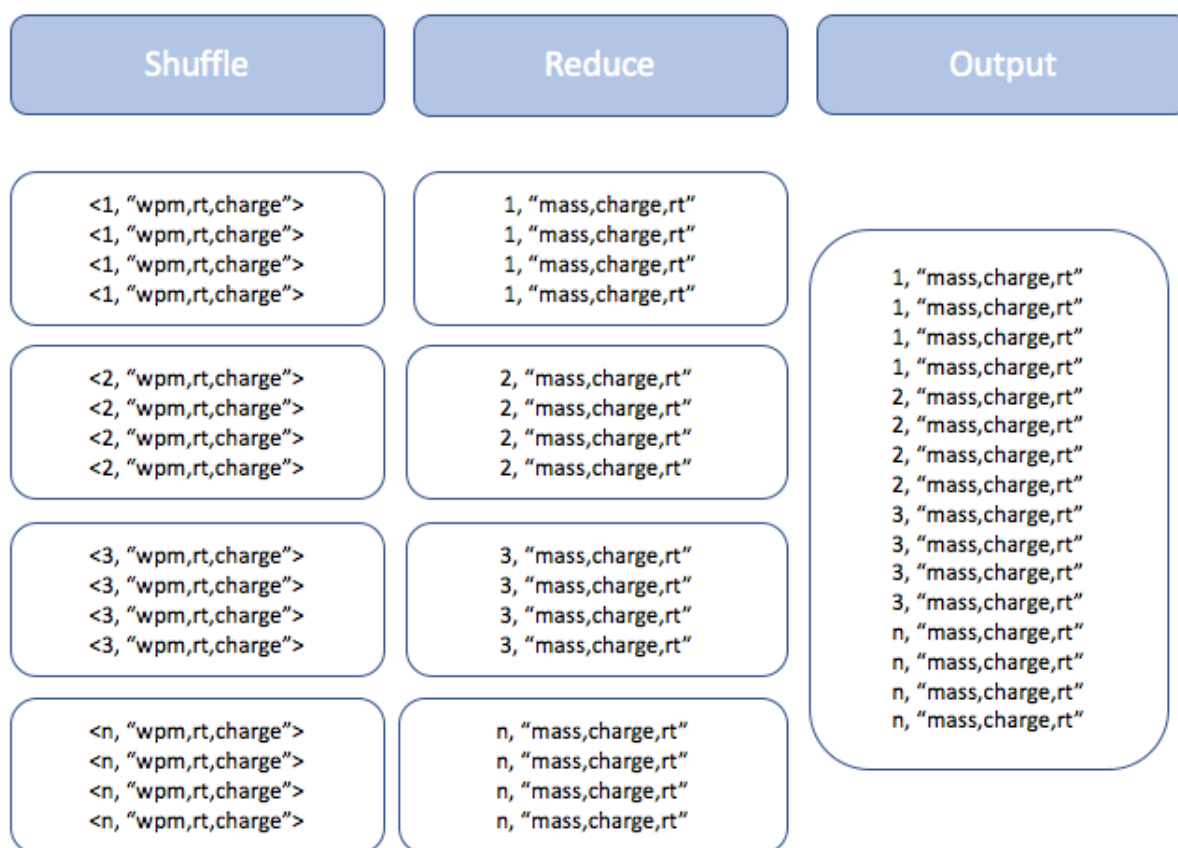 Shuffle
Reduce
Output
<1, “wpm,rt,charge”>
<1, “wpm,rt,charge”>
<1, “wpm,rt,charge”>
<1, “wpm,rt,charge”>
<2, “wpm,rt,charge”>
<2, “wpm,rt,charge”>
<2, “wpm,rt,charge”>
<2, “wpm,rt,charge”>
<3, “wpm,rt,charge”>
<3, “wpm,rt,charge”>
<3, “wpm,rt,charge”>
<3, “wpm,rt,charge”>
<n, “wpm,rt,charge”>
<n, “wpm,rt,charge”>
<n, “wpm,rt,charge”>
<n, “wpm,rt,charge”>
1, “mass,charge,rt”
1, “mass,charge,rt”
1, “mass,charge,rt”
1, “mass,charge,rt”
2, “mass,charge,rt”
2, “mass,charge,rt”
2, “mass,charge,rt”
2, “mass,charge,rt”
3, “mass,charge,rt”
3, “mass,charge,rt”
3, “mass,charge,rt”
3, “mass,charge,rt”
n, “mass,charge,rt”
n, “mass,charge,rt”
n, “mass,charge,rt”
n, “mass,charge,rt”
1, “mass,charge,rt”
1, “mass,charge,rt”
1, “mass,charge,rt”
1, “mass,charge,rt”
2, “mass,charge,rt”
2, “mass,charge,rt”
2, “mass,charge,rt”
2, “mass,charge,rt”
3, “mass,charge,rt”
3, “mass,charge,rt”
3, “mass,charge,rt”
3, “mass,charge,rt”
n, “mass,charge,rt”
n, “mass,charge,rt”
n, “mass,charge,rt”
n, “mass,charge,rt”